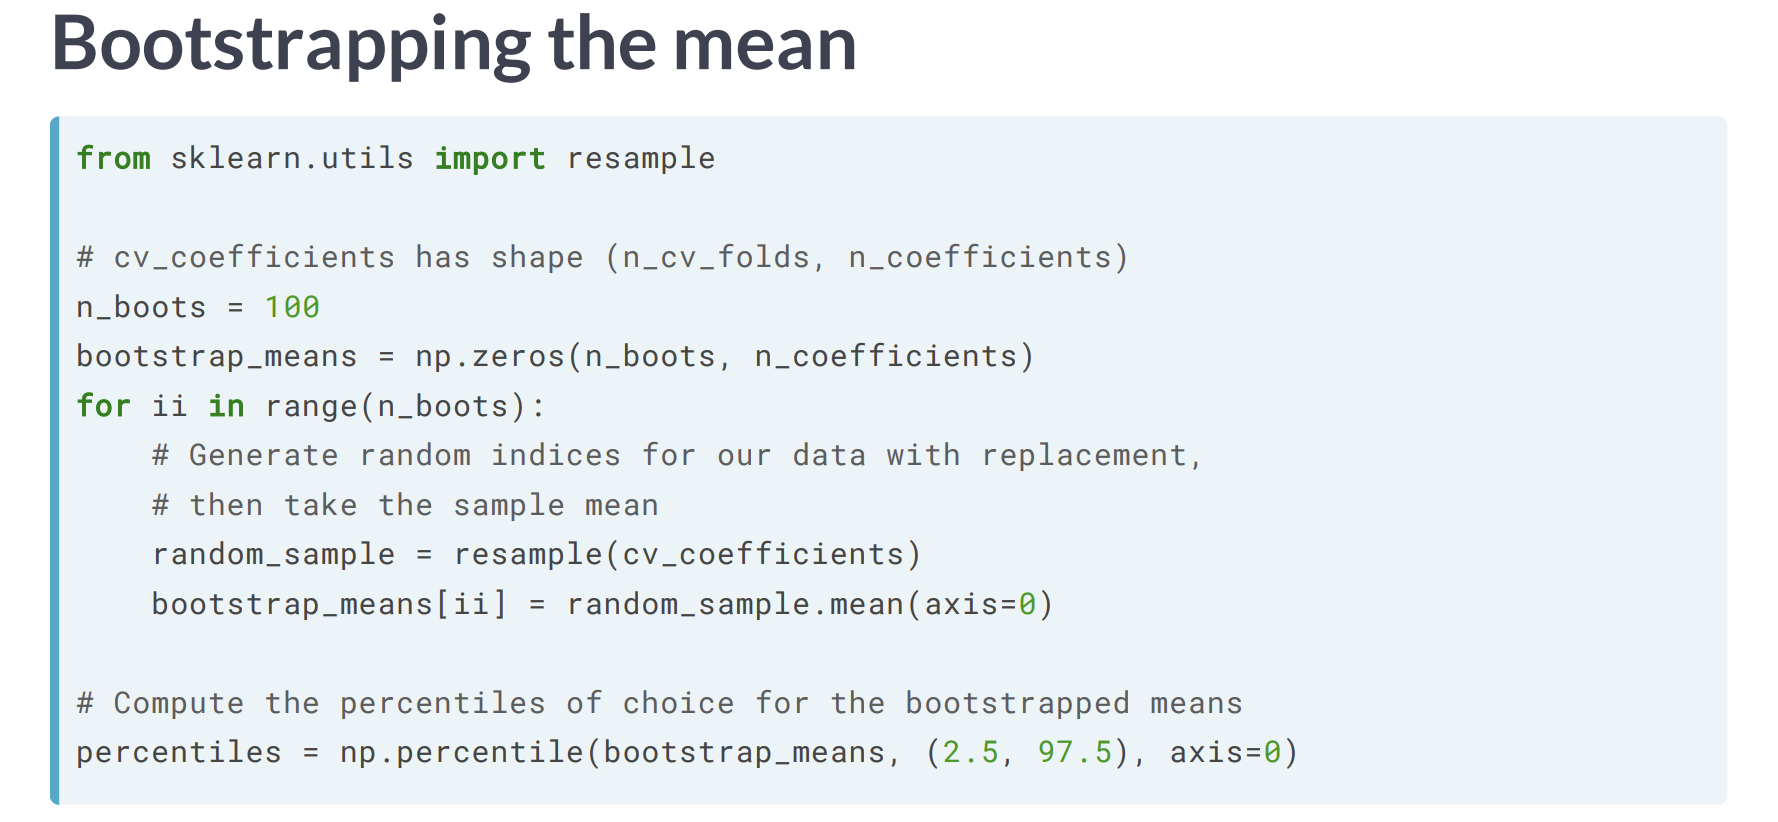 Bootstrapping the mean
from sklearn.utils import resample
# cv_coefficients has shape (n_cv_folds, n_coefficients)
n_boots = 100
bootstrap_means = np.zeros(n_boots, n_coefficients)
for ii in range(n_boots):
    # Generate random indices for our data with replacement,
    # then take the sample mean
    random_sample = resample(cv_coefficients)
    bootstrap_means[ii] = random_sample.mean(axis=0)
# Compute the percentiles of choice for the bootstrapped means
percentiles = np.percentile(bootstrap_means, (2.5, 97.5), axis=0)